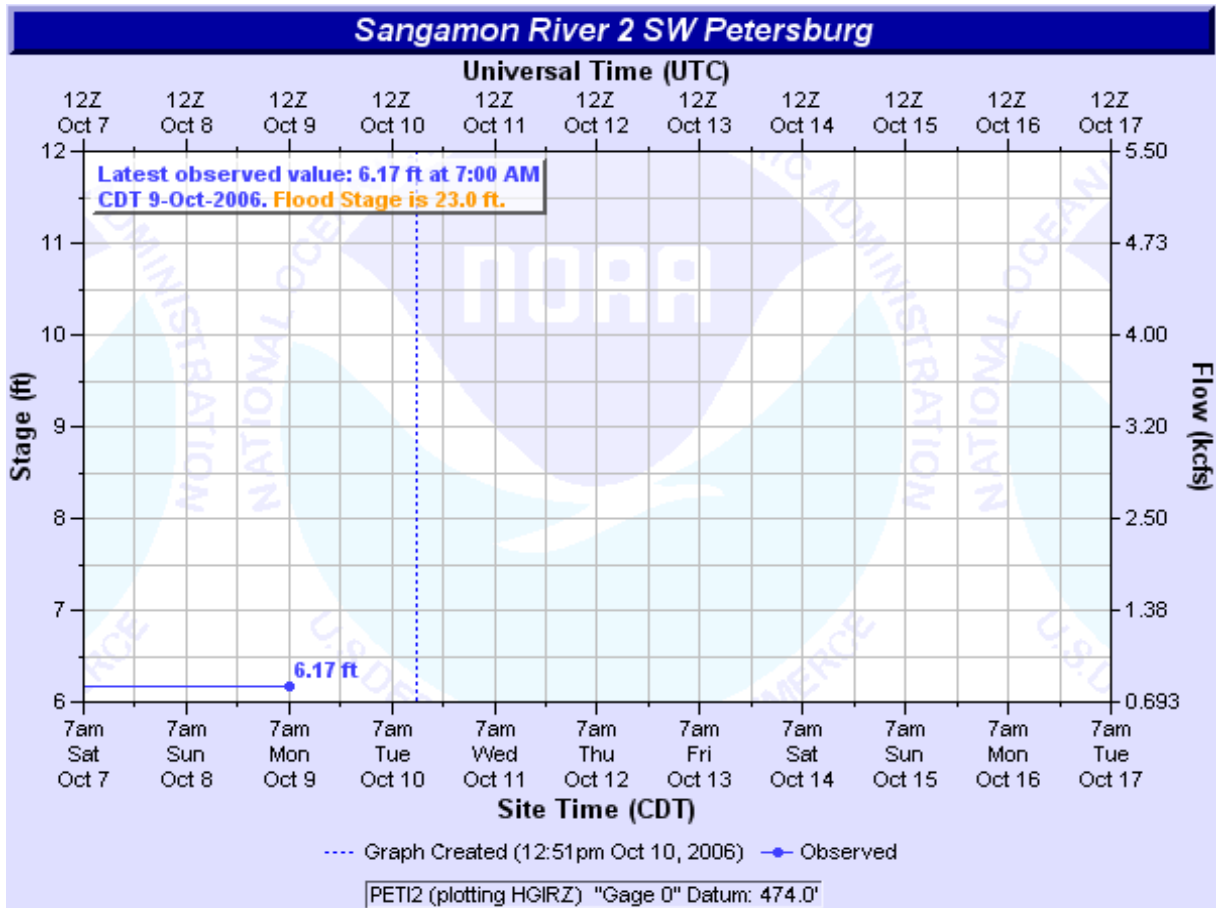 Sangamon River 2 SW Petersburg
Universal Time (UTC)
12Z 12Z 12Z 12Z 12Z 12Z 12Z 12Z 12Z 12Z 12Z
Oct 7 Oct 8 Oct 9 Oct 10 Oct 11 Oct 12 Oct 13 Oct 14 Oct 15 Oct 16 Oct 17
Latest observed value: 6.17 ft at 7:00 AM
CDT 9-Oct-2006. Flood Stage is 23.0 ft.
12 5.50
11 4.73
NOAA
10 4.00
Stage (ft)
Flow (kcfs)
9 3.20
8 2.50
7 1.38
6.17 ft
6 0.693
NATIONAL OCEANIC ADMINISTRATION
7am 7am 7am 7am 7am 7am 7am 7am 7am 7am 7am
Sat Sun Mon Tue Wed Thu Fri Sat Sun Mon Tue
Oct 7 Oct 8 Oct 9 Oct 10 Oct 11 Oct 12 Oct 13 Oct 14 Oct 15 Oct 16 Oct 17
Site Time (CDT)
Graph Created (12:51pm Oct 10, 2006) Observed
PETI2 (plotting HGIRZ) "Gage 0" Datum: 474.0'